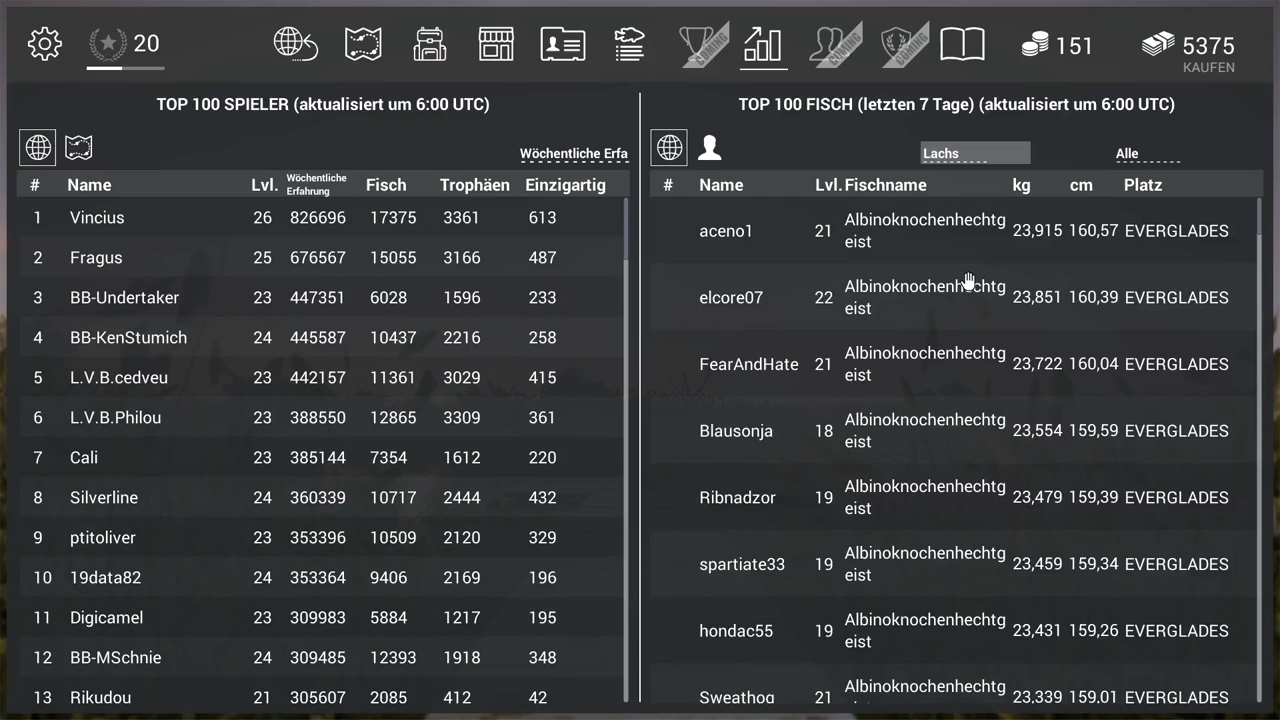 20
COMING
COMING
COMING
151
5375
KAUFEN
TOP 100 SPIELER (aktualisiert um 6:00 UTC)
Wöchentliche Erfa
# Name Lvl. Wöchentliche Erfahrung Fisch Trophäen Einzigartig
1 Vincius 26 826696 17375 3361 613
2 Fragus 25 676567 15055 3166 487
3 BB-Undertaker 23 447351 6028 1596 233
4 BB-KenStumich 24 445587 10437 2216 258
5 L.V.B.cedveu 23 442157 11361 3029 415
6 L.V.B.Philou 23 388550 12865 3309 361
7 Cali 23 385144 7354 1612 220
8 Silverline 24 360339 10717 2444 432
9 ptitoliver 23 353396 10509 2120 329
10 19data82 24 353364 9406 2169 196
11 Digicamel 23 309983 5884 1217 195
12 BB-MSchnie 24 309485 12393 1918 348
13 Rikudou 21 305607 2085 412 42
TOP 100 FISCH (letzten 7 Tage) (aktualisiert um 6:00 UTC)
Lachs Alle
# Name Lvl. Fischname kg cm Platz
aceno1 21 Albinoknochenhechtg 23,915 160,57 EVERGLADES
eist
elcore07 22 Albinoknochenhechtg 23,851 160,39 EVERGLADES
eist
FearAndHate 21 Albinoknochenhechtg 23,722 160,04 EVERGLADES
eist
Blausonja 18 Albinoknochenhechtg 23,554 159,59 EVERGLADES
eist
Ribnadzor 19 Albinoknochenhechtg 23,479 159,39 EVERGLADES
eist
spartiate33 19 Albinoknochenhechtg 23,459 159,34 EVERGLADES
eist
hondac55 19 Albinoknochenhechtg 23,431 159,26 EVERGLADES
eist
Sweathog 21 Albinoknochenhechtg 23,339 159,01 EVERGLADES
eist